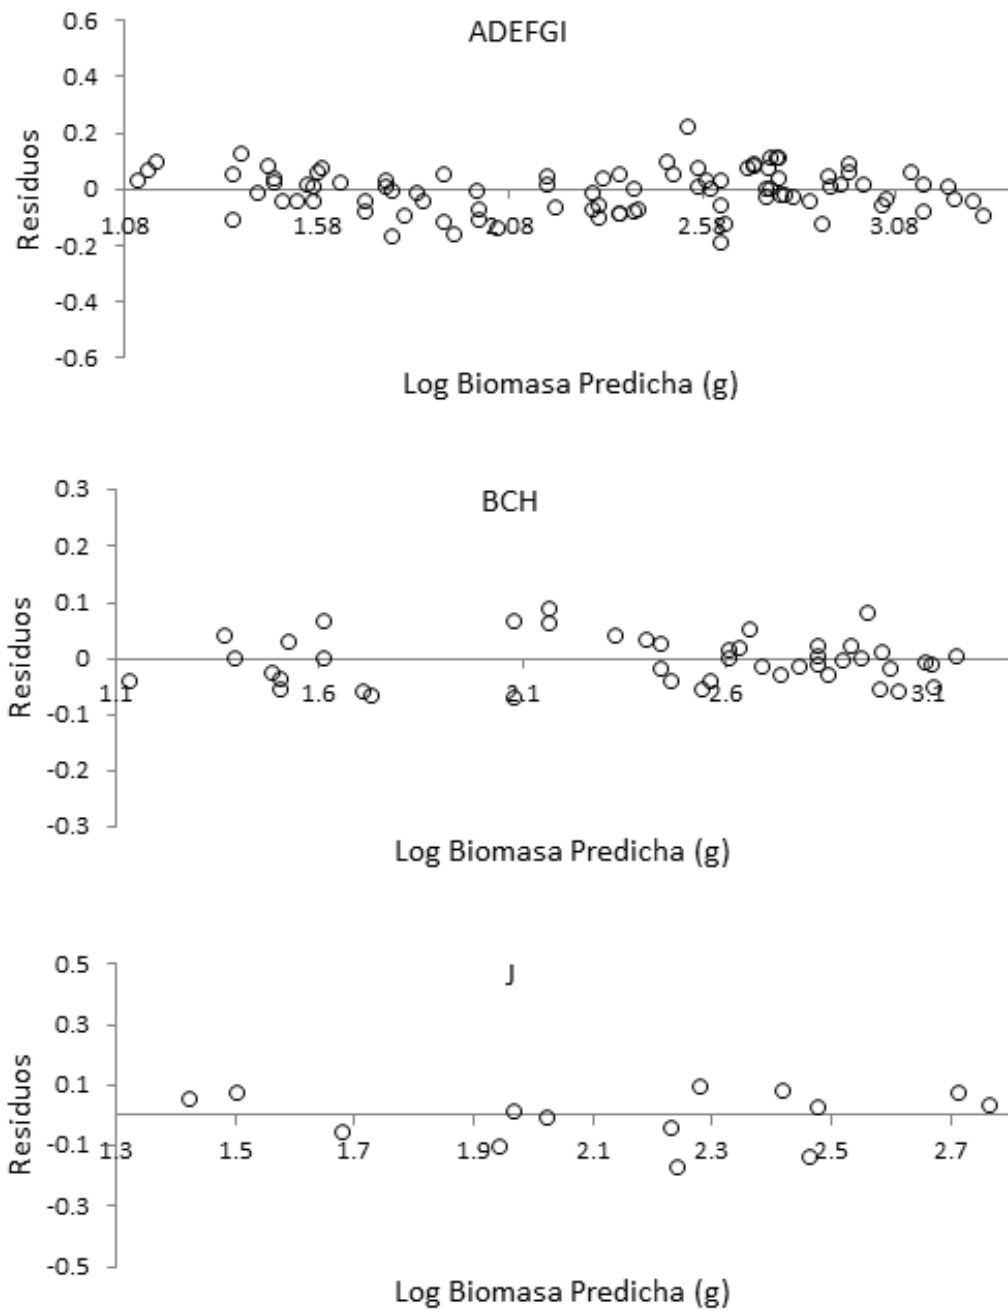 ADEFGI
0.6
0.4
0.2
0
-0.2
-0.4
-0.6
Residuos
1.08 1.58 2.08 2.58 3.08
Log Biomasa Predicha (g)
BCH
0.3
0.2
0.1
0
-0.1
-0.2
-0.3
Residuos
1.1 1.6 2.1 2.6 3.1
Log Biomasa Predicha (g)
J
0.5
0.3
0.1
-0.1
-0.3
-0.5
Residuos
1.3 1.5 1.7 1.9 2.1 2.3 2.5 2.7
Log Biomasa Predicha (g)